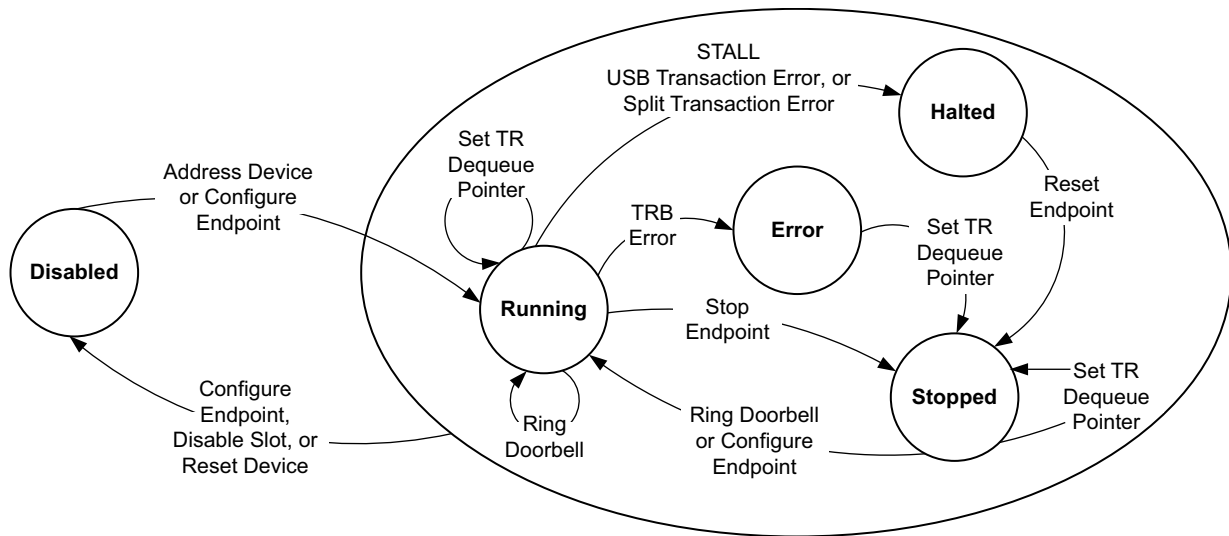 STALL
USB Transaction Error, or
Split Transaction Error
Halted
Set TR
Dequeue
Pointer
Address Device
or Configure
Endpoint
Reset
Endpoint
TRB
Error
Error
Set TR
Dequeue
Pointer
Disabled
Running
Stop
Endpoint
Stopped
Set TR
Dequeue
Pointer
Configure
Endpoint,
Disable Slot, or
Reset Device
Ring
Doorbell
Ring Doorbell
or Configure
Endpoint